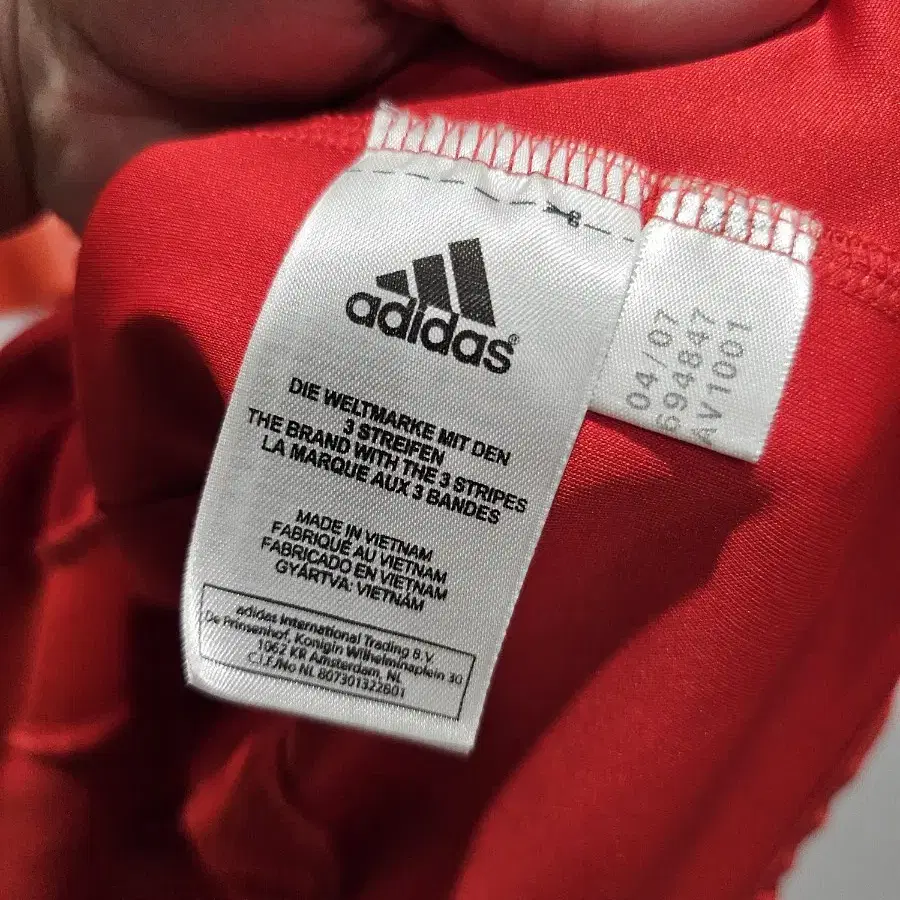 adidas®
DIE WELTMARKE MIT DEN
3 STREIFEN
THE BRAND WITH THE 3 STRIPES
LA MARQUE AUX 3 BANDES
MADE IN VIETNAM
FABRIQUÉ AU VIETNAM
FABRICADO EN VIETNAM
GYÁRTVA: VIETNÁM
adidas International Trading B.V.
De Prinsenhof, Konigin Wilhelminaplein 30
1062 KR Amsterdam, NL
C.I.F./No NL 807301322B01
04/07
694847
AV1001